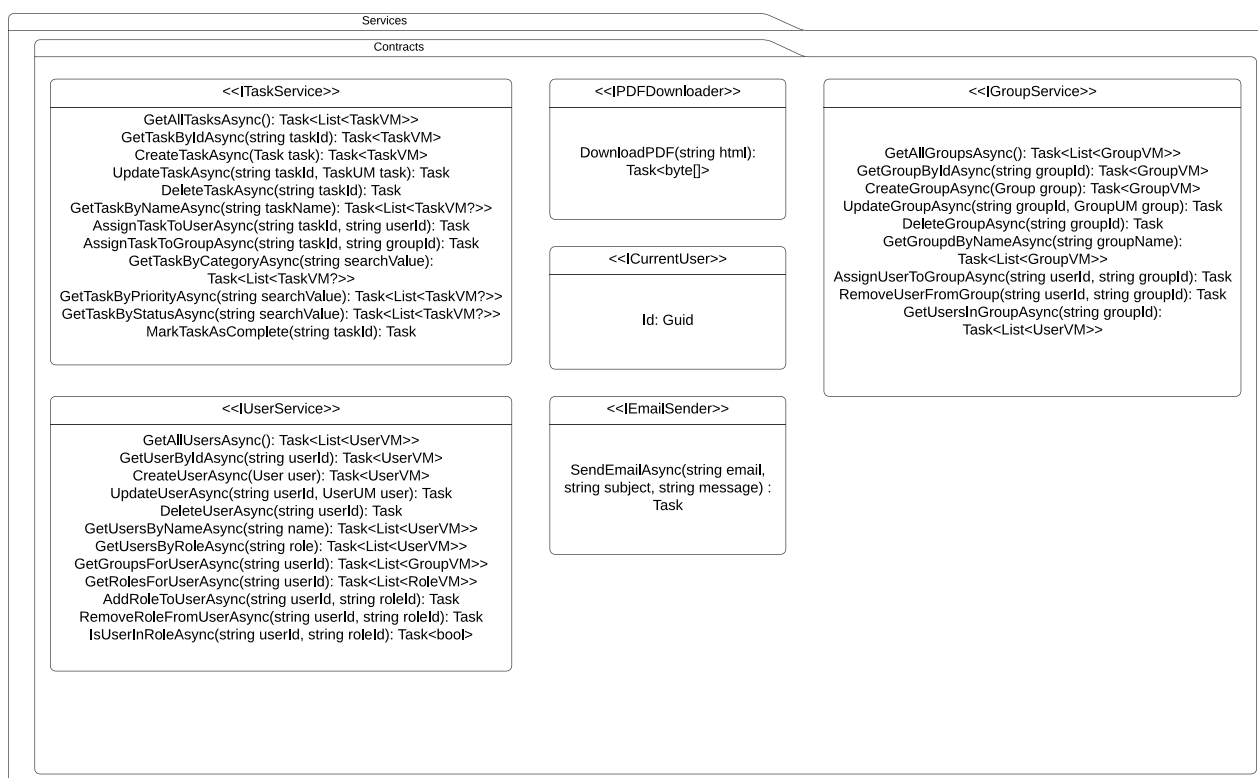 Services
Contracts
<<ITaskService>>
GetAllTasksAsync(): Task<List<TaskVM>>
GetTaskByIdAsync(string taskId): Task<TaskVM>
CreateTaskAsync(Task task): Task<TaskVM>
UpdateTaskAsync(string taskId, TaskUM task): Task
DeleteTaskAsync(string taskId): Task
GetTaskByNameAsync(string taskName): Task<List<TaskVM?>>
AssignTaskToUserAsync(string taskId, string userId): Task
AssignTaskToGroupAsync(string taskId, string groupId): Task
GetTaskByCategoryAsync(string searchValue):
Task<List<TaskVM?>>
GetTaskByPriorityAsync(string searchValue): Task<List<TaskVM?>>
GetTaskByStatusAsync(string searchValue): Task<List<TaskVM?>>
MarkTaskAsComplete(string taskId): Task
<<IPDFDownloader>>
DownloadPDF(string html):
Task<byte[]>
<<IGroupService>>
GetAllGroupsAsync(): Task<List<GroupVM>>
GetGroupByIdAsync(string groupId): Task<GroupVM>
CreateGroupAsync(Group group): Task<GroupVM>
UpdateGroupAsync(string groupId, GroupUM group): Task
DeleteGroupAsync(string groupId): Task
GetGroupdByNameAsync(string groupName):
Task<List<GroupVM>>
AssignUserToGroupAsync(string userId, string groupId): Task
RemoveUserFromGroup(string userId, string groupId): Task
GetUsersInGroupAsync(string groupId):
Task<List<UserVM>>
<<ICurrentUser>>
Id: Guid
<<IUserService>>
GetAllUsersAsync(): Task<List<UserVM>>
GetUserByIdAsync(string userId): Task<UserVM>
CreateUserAsync(User user): Task<UserVM>
UpdateUserAsync(string userId, UserUM user): Task
DeleteUserAsync(string userId): Task
GetUsersByNameAsync(string name): Task<List<UserVM>>
GetUsersByRoleAsync(string role): Task<List<UserVM>>
GetGroupsForUserAsync(string userId): Task<List<GroupVM>>
GetRolesForUserAsync(string userId): Task<List<RoleVM>>
AddRoleToUserAsync(string userId, string roleId): Task
RemoveRoleFromUserAsync(string userId, string roleId): Task
IsUserInRoleAsync(string userId, string roleId): Task<bool>
<<IEmailSender>>
SendEmailAsync(string email,
string subject, string message) :
Task